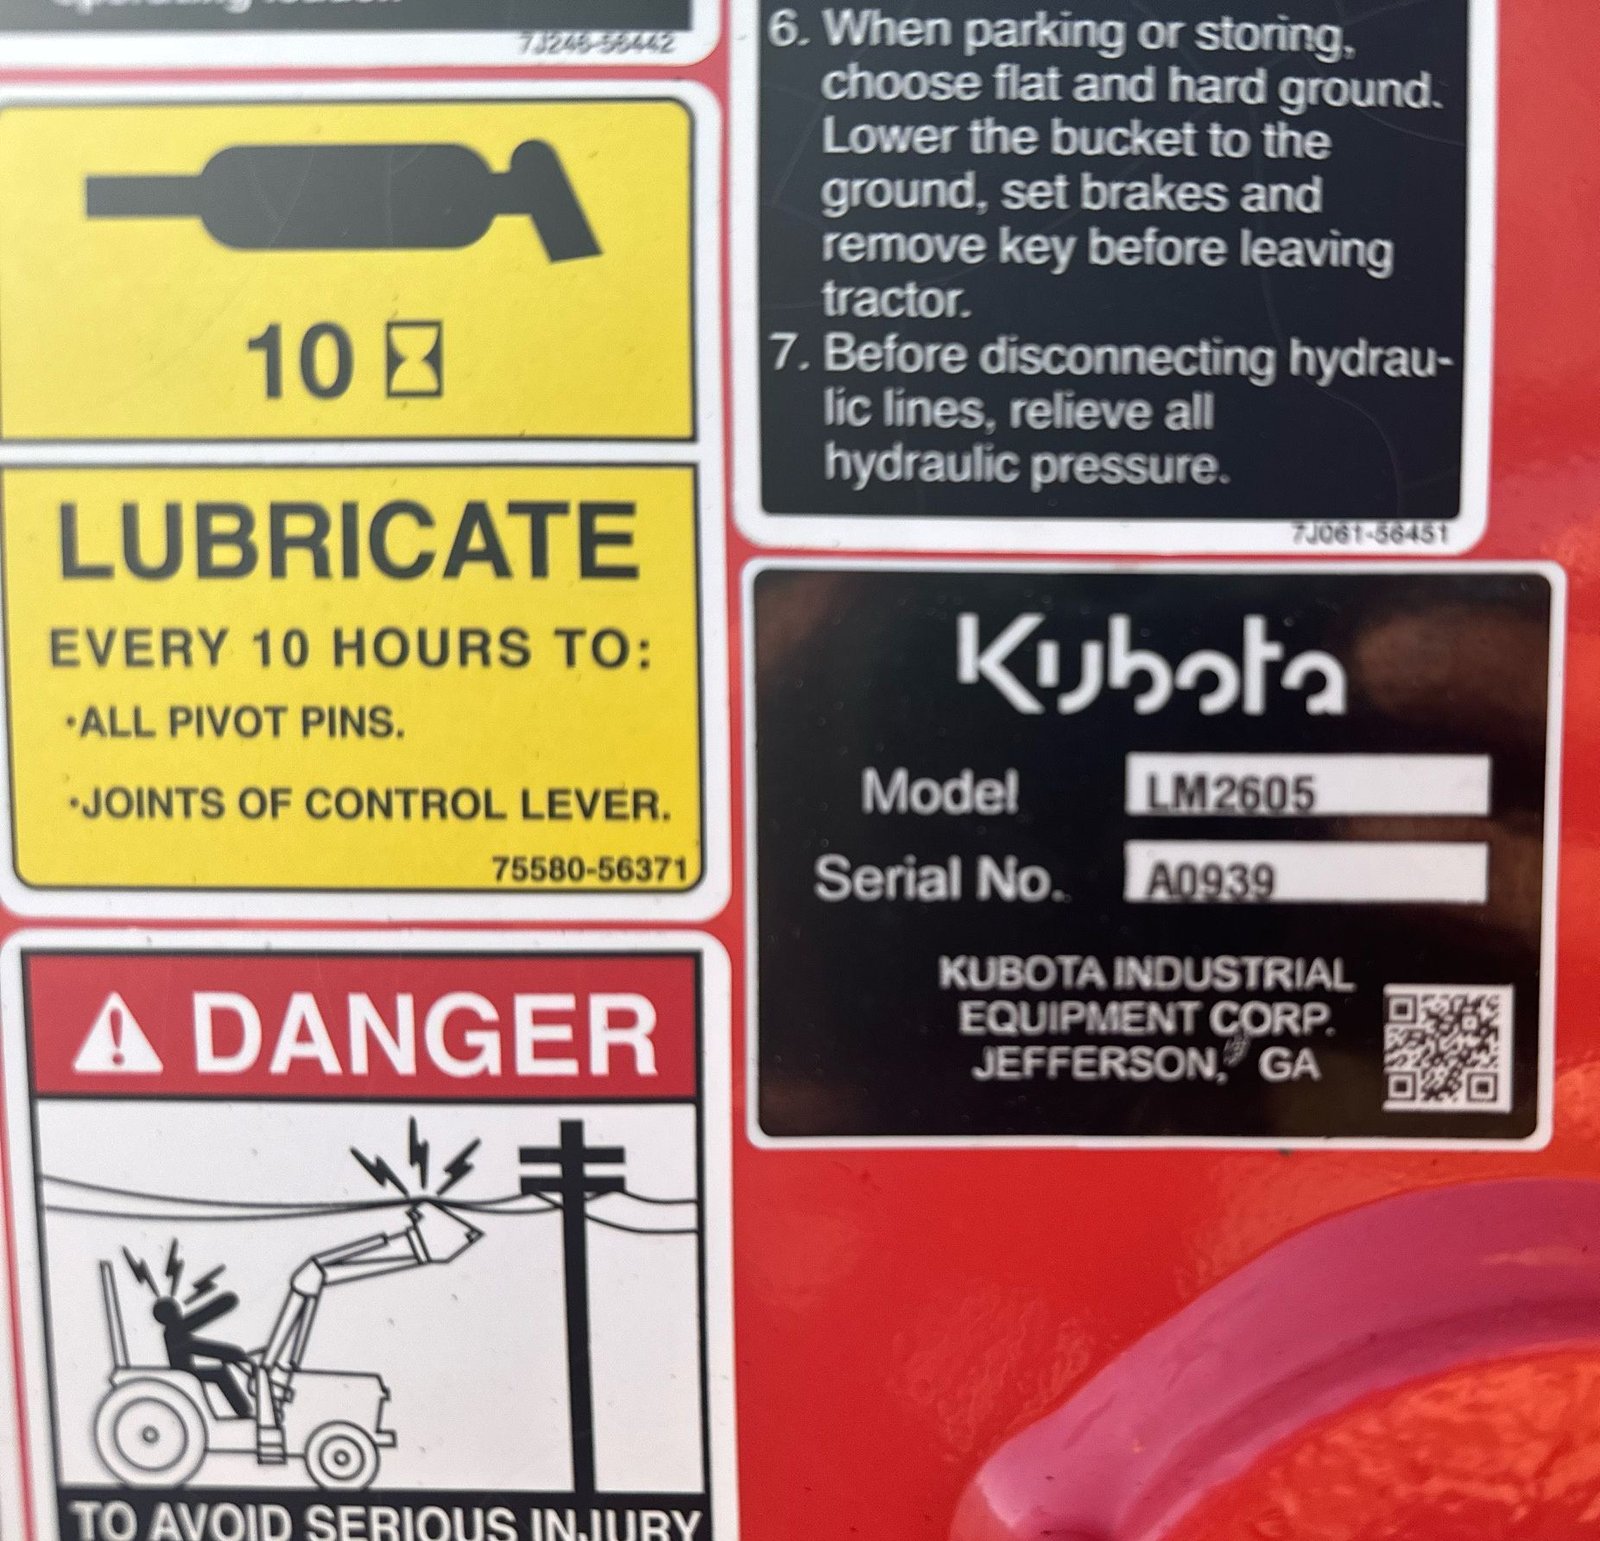 7J246-56442
10
LUBRICATE
EVERY 10 HOURS TO:
•ALL PIVOT PINS.
•JOINTS OF CONTROL LEVER.
75580-56371
DANGER
TO AVOID SERIOUS INJURY
6. When parking or storing,
choose flat and hard ground.
Lower the bucket to the
ground, set brakes and
remove key before leaving
tractor.
7. Before disconnecting hydrau-
lic lines, relieve all
hydraulic pressure.
7J061-56451
Kubota
Model LM2605
Serial No. A0939
KUBOTA INDUSTRIAL
EQUIPMENT CORP.
JEFFERSON, GA